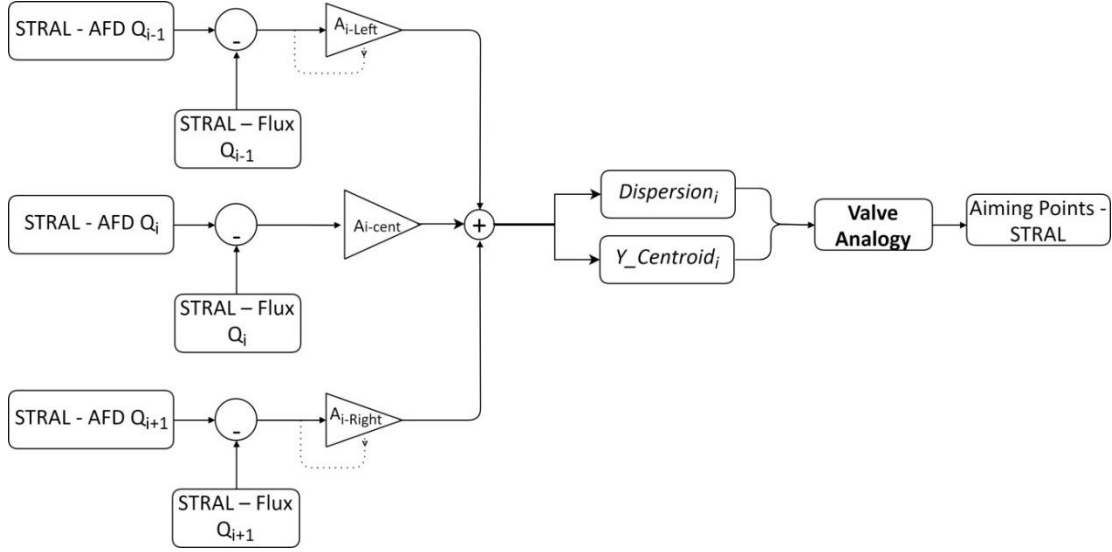 STRAL - AFD Qi-1
-
Ai-Left
STRAL – Flux
Qi-1
STRAL - AFD Qi
-
Ai-cent
+
STRAL – Flux
Qi
Dispersioni
Y_Centroidi
Valve
Analogy
Aiming Points -
STRAL
STRAL - AFD Qi+1
-
Ai-Right
STRAL – Flux
Qi+1